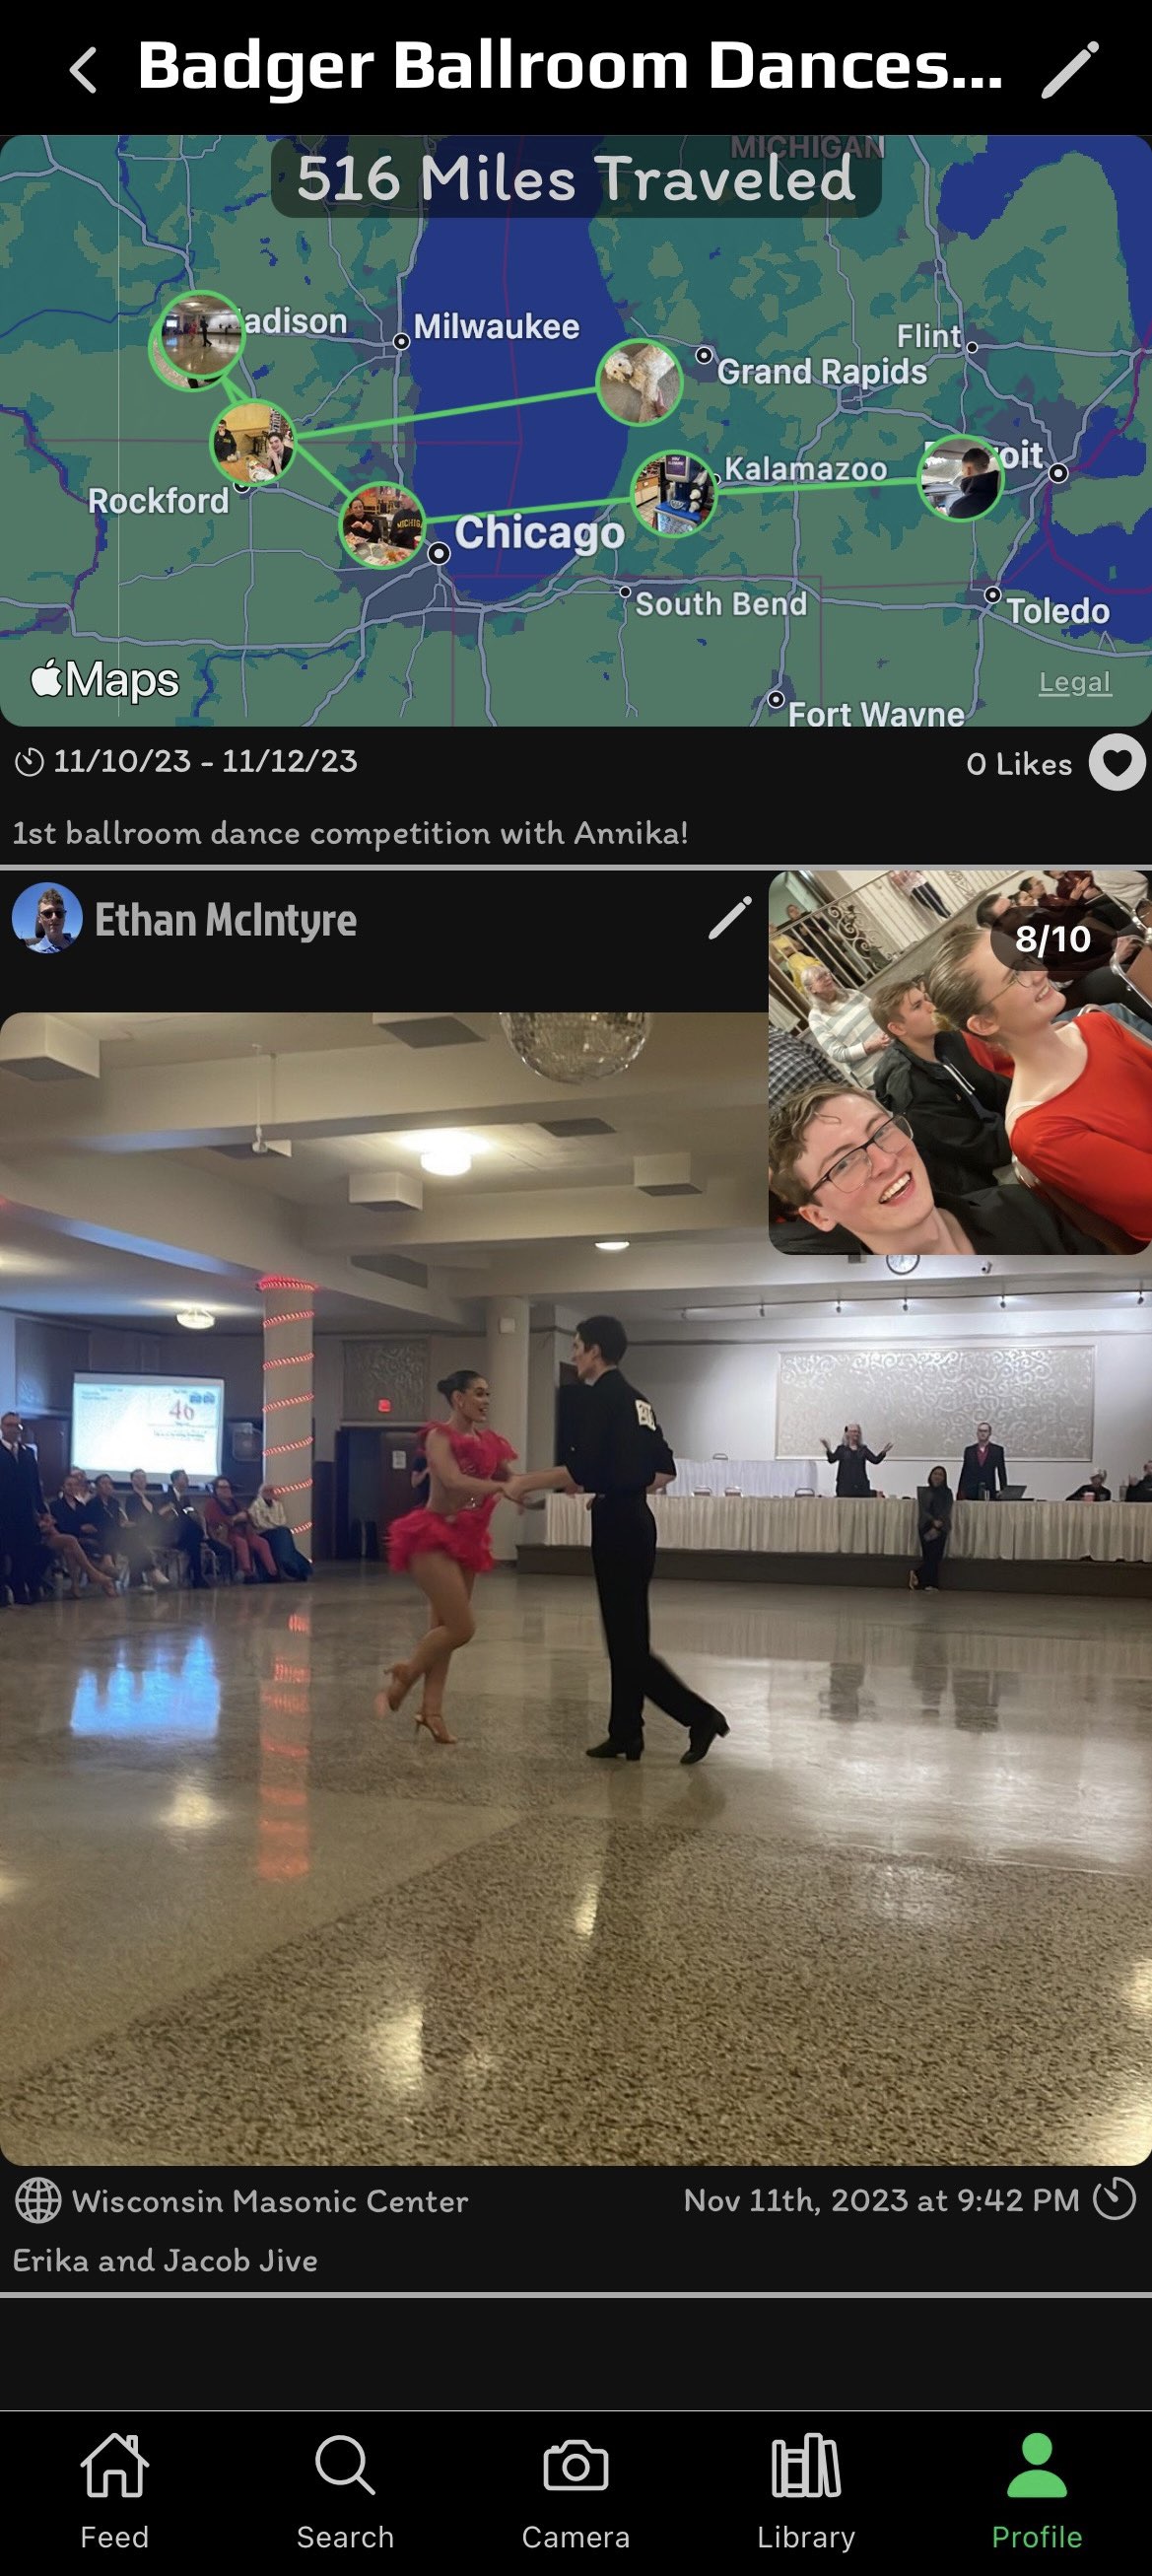 Badger Ballroom Dances...
MICHIGAN
516 Miles Traveled
adison
Milwaukee
Flint
Grand Rapids
oit
Kalamazoo
Rockford
MICHIG
Chicago
South Bend
Toledo
Maps
Legal
Fort Wayne
11/10/23 - 11/12/23
0 Likes
1st ballroom dance competition with Annika!
Ethan McIntyre
8/10
46
Wisconsin Masonic Center
Nov 11th, 2023 at 9:42 PM
Erika and Jacob Jive
Feed
Search
Camera
Library
Profile